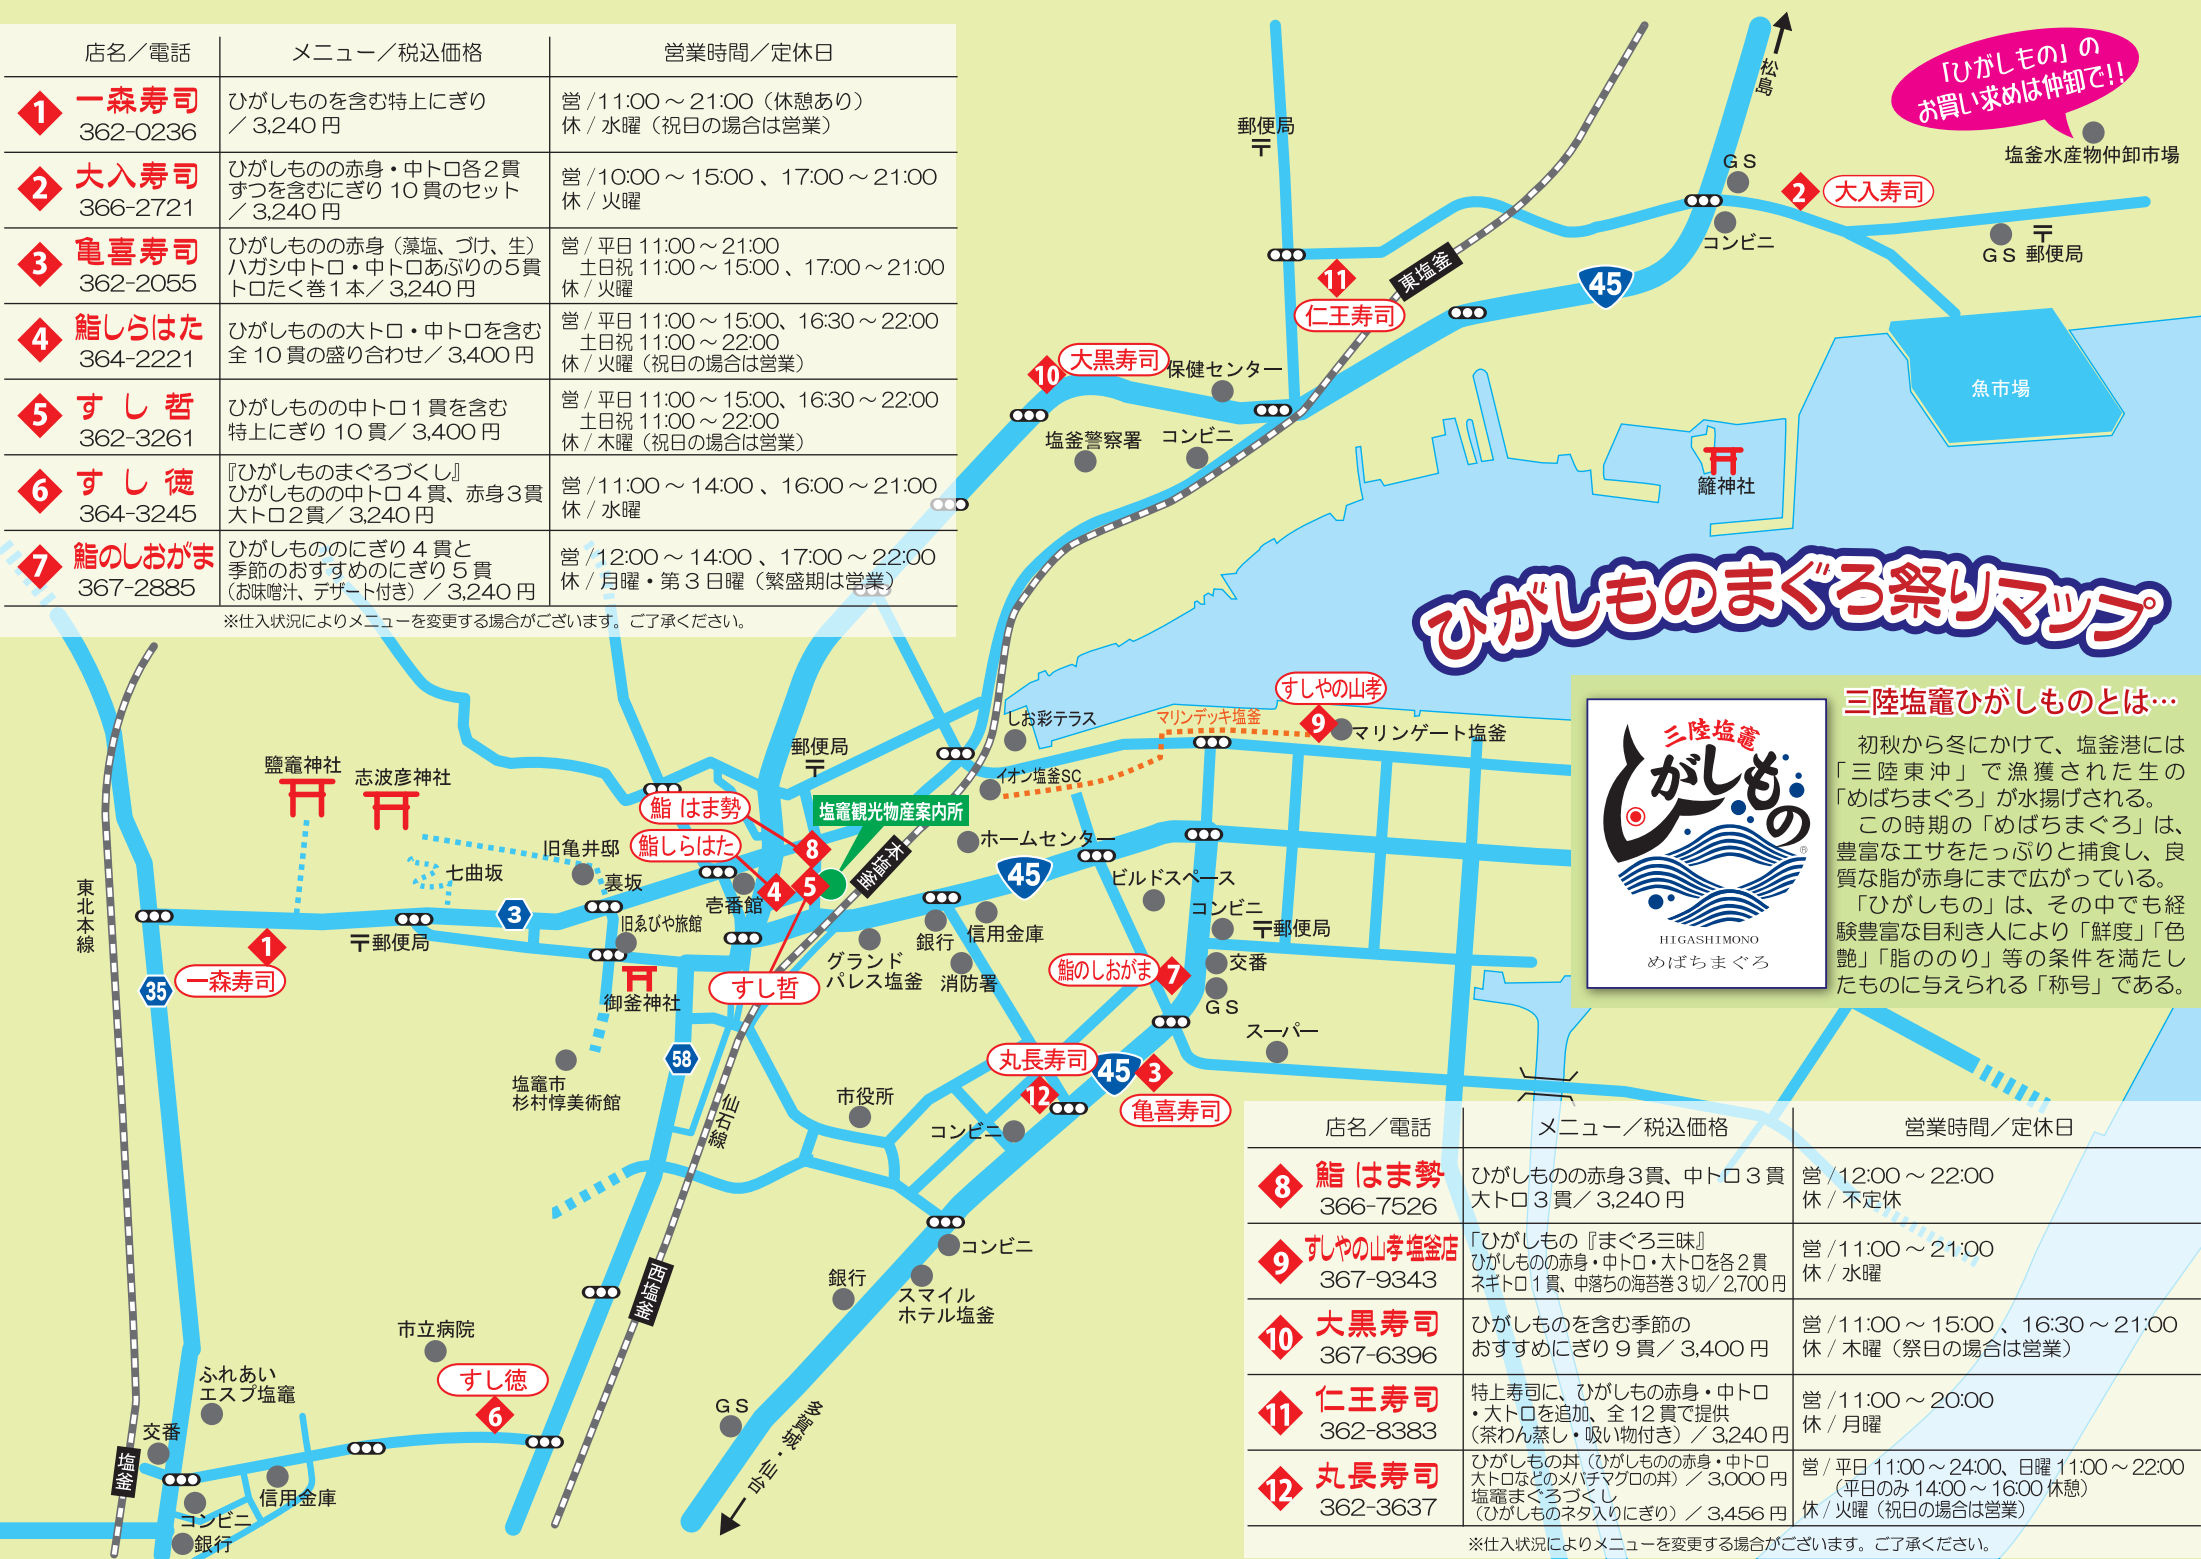 店名／電話
メニュー／税込価格
営業時間／定休日
1
一森寿司
362-0236
ひがしものを含む特上にぎり
／ 3,240 円
営 /11:00 ～ 21:00（休憩あり）
休 / 水曜（祝日の場合は営業）
2
大入寿司
366-2721
ひがしものの赤身・中トロ各２貫
ずつを含むにぎり 10 貫のセット
／ 3,240 円
営 /10:00 ～ 15:00 、17:00 ～ 21:00
休 / 火曜
3
亀喜寿司
362-2055
ひがしものの赤身（藻塩、づけ、生）
ハガシ中トロ・中トロあぶりの５貫
トロたく巻１本／ 3,240 円
営 / 平日 11:00 ～ 21:00
土日祝 11:00 ～ 15:00 、17:00 ～ 21:00
休 / 火曜
4
鮨しらはた
364-2221
ひがしものの大トロ・中トロを含む
全 10 貫の盛り合わせ／ 3,400 円
営 / 平日 11:00 ～ 15:00、16:30 ～ 22:00
土日祝 11:00 ～ 22:00
休 / 火曜（祝日の場合は営業）
5
すし哲
362-3261
ひがしものの中トロ１貫を含む
特上にぎり 10 貫／ 3,400 円
営 / 平日 11:00 ～ 15:00、16:30 ～ 22:00
土日祝 11:00 ～ 22:00
休 / 木曜（祝日の場合は営業）
6
すし徳
364-3245
『ひがしものまぐろづくし』
ひがしものの中トロ４貫、赤身３貫
大トロ２貫／ 3,240 円
営 /11:00 ～ 14:00 、16:00 ～ 21:00
休 / 水曜
7
鮨のしおがま
367-2885
ひがしもののにぎり４貫と
季節のおすすめのにぎり５貫
（お味噌汁、デザート付き）／ 3,240 円
営 /12:00 ～ 14:00 、17:00 ～ 22:00
休 / 月曜・第３日曜（繁盛期は営業）
※仕入状況によりメニューを変更する場合がございます。ご了承ください。
松島
「ひがしもの」の
お買い求めは仲卸で!!
塩釜水産物仲卸市場
郵便局
〒
ＧＳ
2
大入寿司
コンビニ
ＧＳ
〒
郵便局
11
仁王寿司
東塩釜
45
10
大黒寿司
保健センター
塩釜警察署
コンビニ
魚市場
籬神社
ひがしものまぐろ祭りマップ
三陸塩竈
ひがしもの
®
HIGASHIMONO
めばちまぐろ
三陸塩竈ひがしものとは…
初秋から冬にかけて、塩釜港には
「三陸東沖」で漁獲された生の
「めばちまぐろ」が水揚げされる。
この時期の「めばちまぐろ」は、
豊富なエサをたっぷりと捕食し、良
質な脂が赤身にまで広がっている。
「ひがしもの」は、その中でも経
験豊富な目利き人により「鮮度」「色
艶」「脂ののり」等の条件を満たし
たものに与えられる「称号」である。
すしやの山孝
9
マリンデッキ塩釜
マリンゲート塩釜
しお彩テラス
イオン塩釜SC
郵便局
〒
塩竈観光物産案内所
鮨 はま勢
8
鮨しらはた
4
5
本塩釜
壱番館
すし哲
ホームセンター
45
鹽竈神社
志波彦神社
七曲坂
旧亀井邸
裏坂
旧ゑびや旅館
3
〒郵便局
御釜神社
東北本線
1
一森寿司
35
58
グランド
パレス塩釜
銀行
信用金庫
消防署
ビルドスペース
コンビニ
〒郵便局
交番
ＧＳ
鮨のしおがま
7
スーパー
丸長寿司
12
45
3
亀喜寿司
塩竈市
杉村惇美術館
仙石線
市役所
コンビニ
コンビニ
スマイル
ホテル塩釜
銀行
西塩釜
市立病院
すし徳
6
ふれあい
エスプ塩竈
交番
塩釜
信用金庫
コンビニ
銀行
ＧＳ
多賀城・仙台
店名／電話
メニュー／税込価格
営業時間／定休日
8
鮨 はま勢
366-7526
ひがしものの赤身３貫、中トロ３貫
大トロ３貫／ 3,240 円
営 /12:00 ～ 22:00
休 / 不定休
9
すしやの山孝 塩釜店
367-9343
「ひがしもの『まぐろ三昧』
ひがしものの赤身・中トロ・大トロを各２貫
ネギトロ１貫、中落ちの海苔巻３切／ 2,700 円
営 /11:00 ～ 21:00
休 / 水曜
10
大黒寿司
367-6396
ひがしものを含む季節の
おすすめにぎり９貫／ 3,400 円
営 /11:00 ～ 15:00 、16:30 ～ 21:00
休 / 木曜（祭日の場合は営業）
11
仁王寿司
362-8383
特上寿司に、ひがしもの赤身・中トロ
・大トロを追加、全 12 貫で提供
（茶わん蒸し・吸い物付き）／ 3,240 円
営 /11:00 ～ 20:00
休 / 月曜
12
丸長寿司
362-3637
ひがしもの丼（ひがしものの赤身・中トロ
大トロなどのメバチマグロの丼）／ 3,000 円
塩竈まぐろづくし
（ひがしものネタ入りにぎり）／ 3,456 円
営 / 平日 11:00 ～ 24:00、日曜 11:00 ～ 22:00
（平日のみ 14:00 ～ 16:00 休憩）
休 / 火曜（祝日の場合は営業）
※仕入状況によりメニューを変更する場合がございます。ご了承ください。